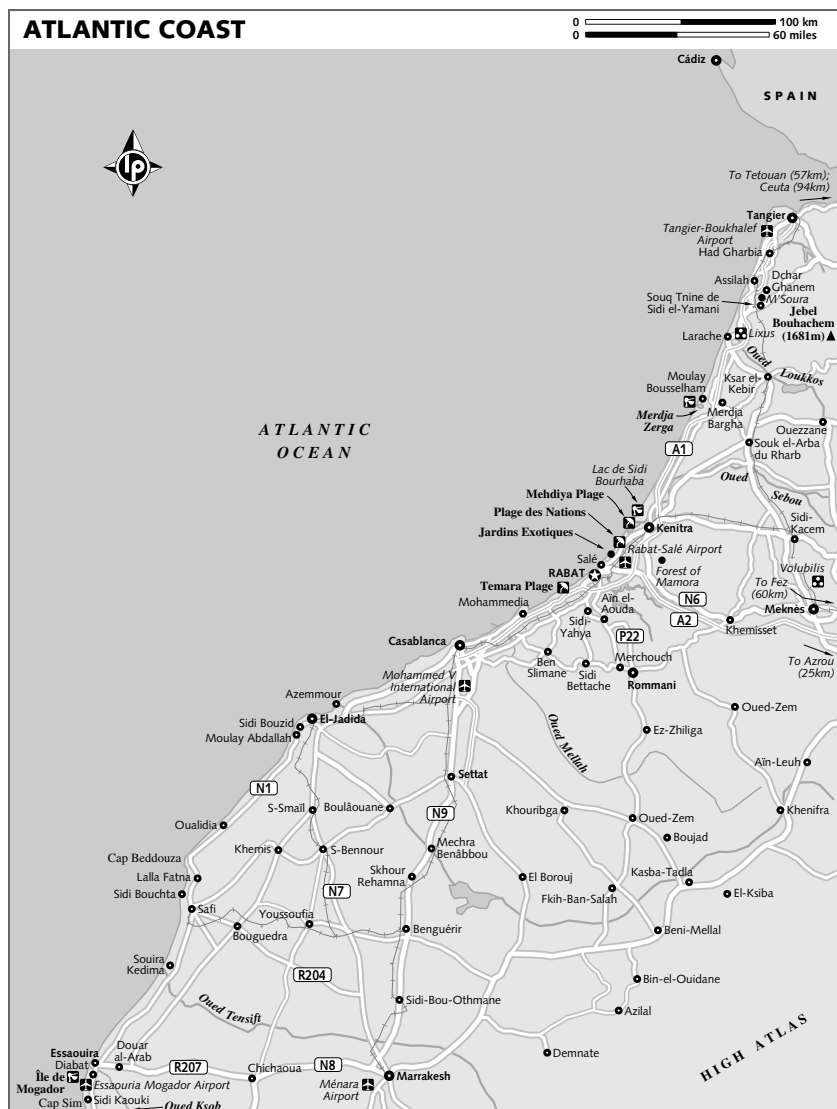 ATLANTIC COAST
0 100 km
0 60 miles
Cádiz
SPAIN
lp
To Tetouan (57km);
Ceuta (94km)
Tangier
Tangier-Boukhalef
Airport
Had Gharbia
Assilah
Dchar
Ghanem
M'Soura
Souq Tnine de
Sidi el-Yamani
Jebel
Bouhachem
(1681m)
Larache
Lixus
Oued
Loukkos
Moulay
Bousselham
Ksar el-
Kebir
Merdja
Zerga
Merdja
Bargha
Ouezzane
ATLANTIC
OCEAN
Souk el-Arba
du Rharb
A1
Lac de Sidi
Bourhaba
Oued
Sebou
Mehdiya Plage
Plage des Nations
Jardins Exotiques
Kenitra
Sidi-
Kacem
Rabat-Salé Airport
Salé
RABAT
Forest of
Mamora
Volubilis
To Fez
(60km)
Temara Plage
N6
Meknès
Mohammedia
Aïn el-
Aouda
A2
Khemisset
Sidi-
Yahya
P22
Casablanca
Ben
Slimane
Sidi
Bettache
Merchouch
Rommani
To Azrou
(25km)
Mohammed V
International
Airport
Azemmour
El-Jadida
Sidi Bouzid
Moulay Abdallah
Oued Mellah
Oued-Zem
Ez-Zhiliga
Aïn-Leuh
Settat
N1
S-Smaïl
Boulâouane
N9
Khouribga
Oued-Zem
Khenifra
Oualidia
Boujad
Cap Beddouza
Khemis
S-Bennour
Mechra
Benâbbou
Lalla Fatna
Skhour
Rehamna
El Borouj
Kasba-Tadla
Sidi Bouchta
N7
Fkih-Ban-Salah
El-Ksiba
Safi
Youssoufia
Bouguedra
Benguérir
Beni-Mellal
Souira
Kedima
R204
Bin-el-Ouidane
Oued Tensift
Sidi-Bou-Othmane
Azilal
HIGH ATLAS
Essaouira
Diabat
Douar
al-Arab
Demnate
R207
N8
Île de
Mogador
Essaouria Mogador Airport
Chichaoua
Ménara
Airport
Marrakesh
Cap Sim
Sidi Kaouki
Oued Ksob